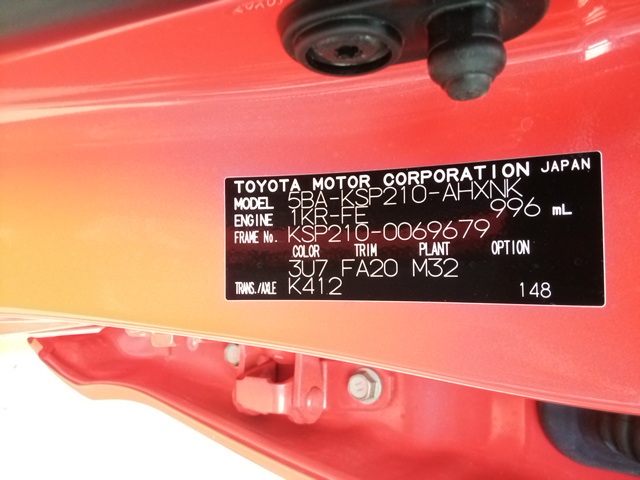 TOYOTA MOTOR CORPORATION JAPAN
MODEL 5BA-KSP210-AHXNK
ENGINE 1KR-FE 996 mL
FRAME No. KSP210-0069679
COLOR TRIM PLANT OPTION
3U7 FA20 M32
TRANS./AXLE K412 148